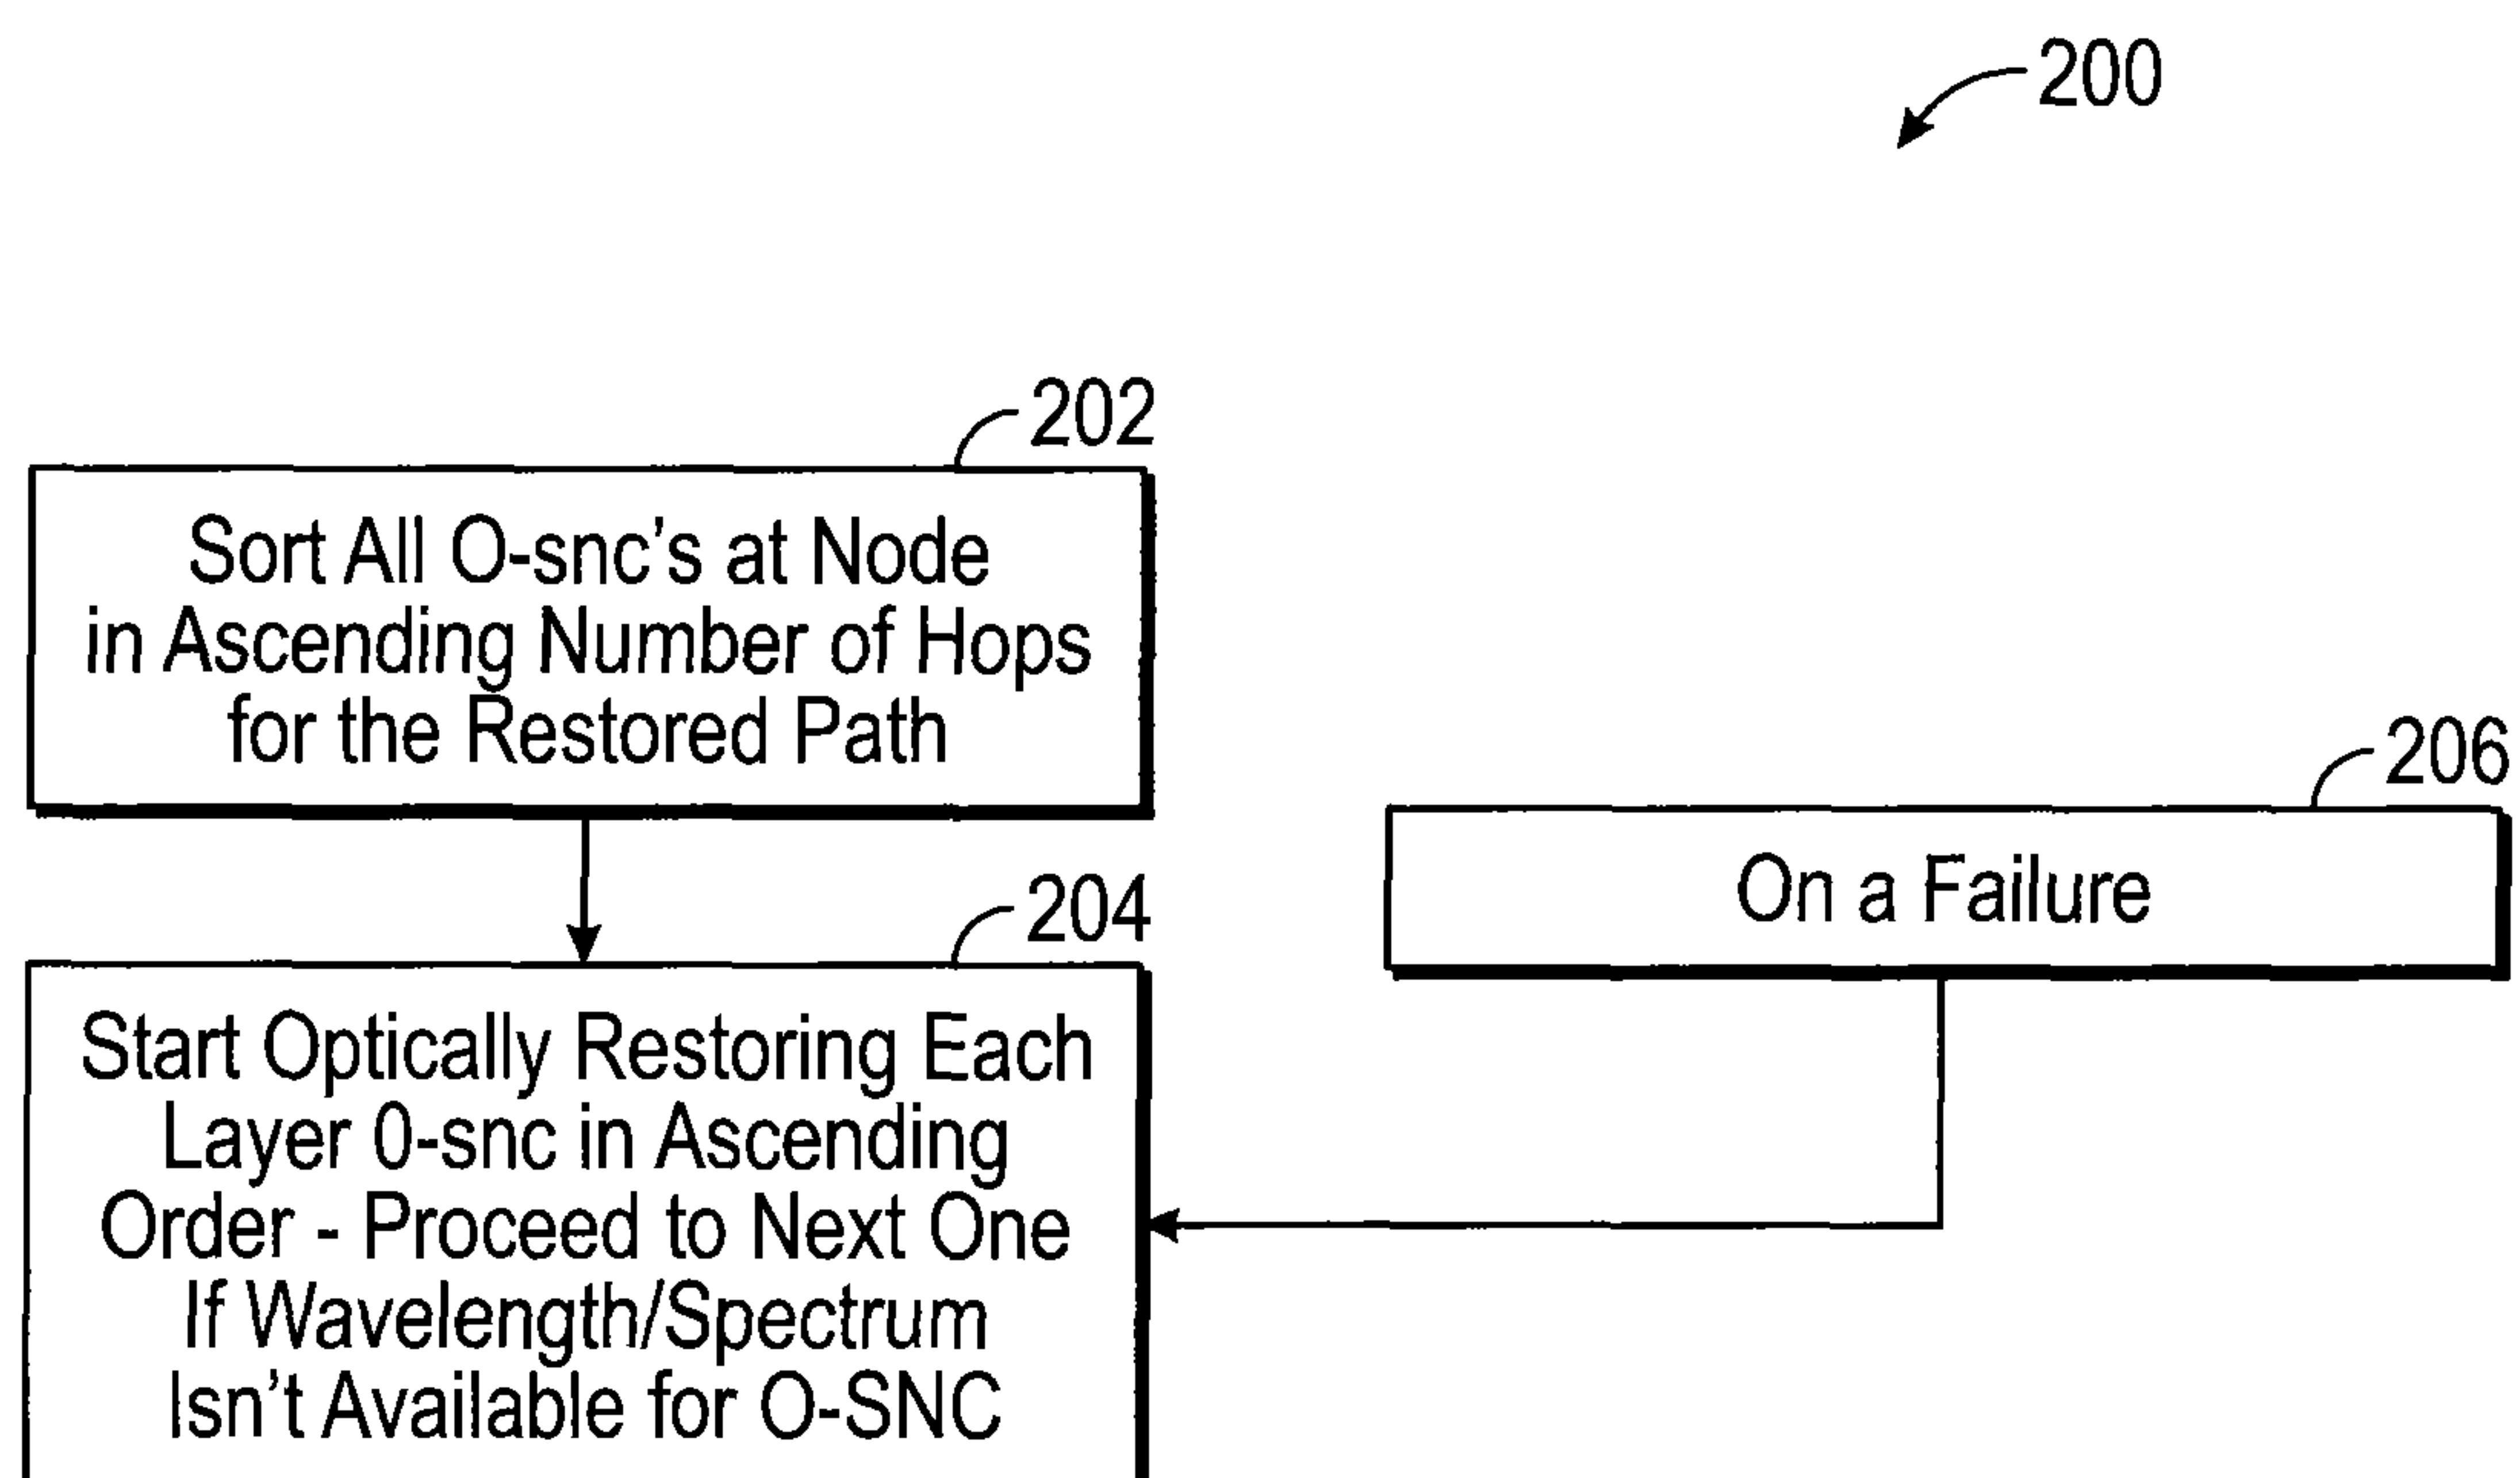 200
202
Sort All O-snc's at Node
in Ascending Number of Hops
for the Restored Path
206
On a Failure
204
Start Optically Restoring Each
Layer 0-snc in Ascending
Order - Proceed to Next One
If Wavelength/Spectrum
Isn't Available for O-SNC